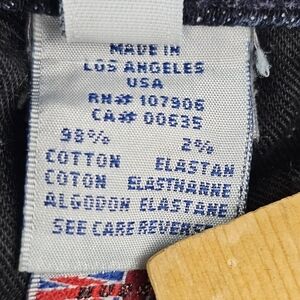 MADE IN
LOS ANGELES
USA
RN# 107906
CA# 00635
98% 2%
COTTON ELASTAN
COTON ELASTHANNE
ALGODON ELASTANE
SEE CARE REVERSE